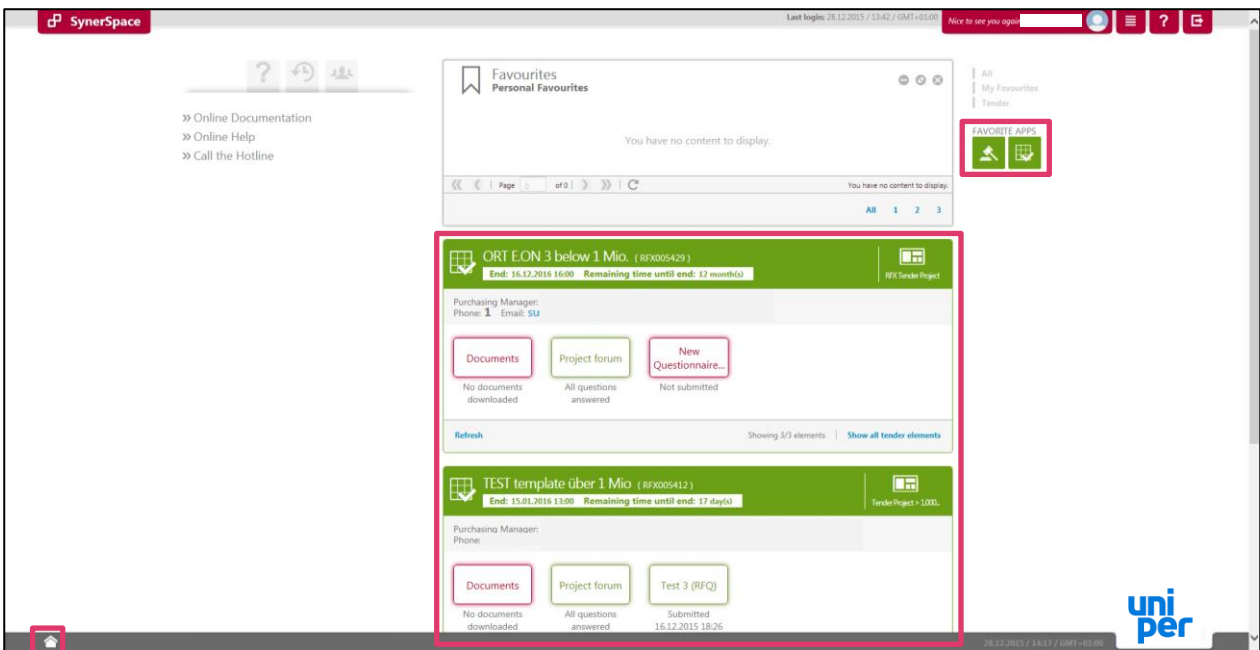 SynerSpace
Last login: 28.12.2015 / 13:42 / GMT+01:00
Nice to see you again
?
?
» Online Documentation
» Online Help
» Call the Hotline
Favourites
Personal Favourites
You have no content to display.
Page 0 of 0
You have no content to display.
All 1 2 3
All
My Favourites
Tender
FAVORITE APPS
ORT E.ON 3 below 1 Mio. ( RFX005429 )
End: 16.12.2016 16:00 Remaining time until end: 12 month(s)
RFX Tender Project
Purchasing Manager:
Phone: 1 Email: su
Documents
No documents
downloaded
Project forum
All questions
answered
New
Questionnaire...
Not submitted
Refresh
Showing 3/3 elements
Show all tender elements
TEST template über 1 Mio ( RFX005412 )
End: 15.01.2016 13:00 Remaining time until end: 17 day(s)
Tender Project > 1.000..
Purchasing Manager:
Phone:
Documents
No documents
downloaded
Project forum
All questions
answered
Test 3 (RFQ)
Submitted
16.12.2015 18:26
28.12.2015 / 14:17 / GMT+01:00
uni
per